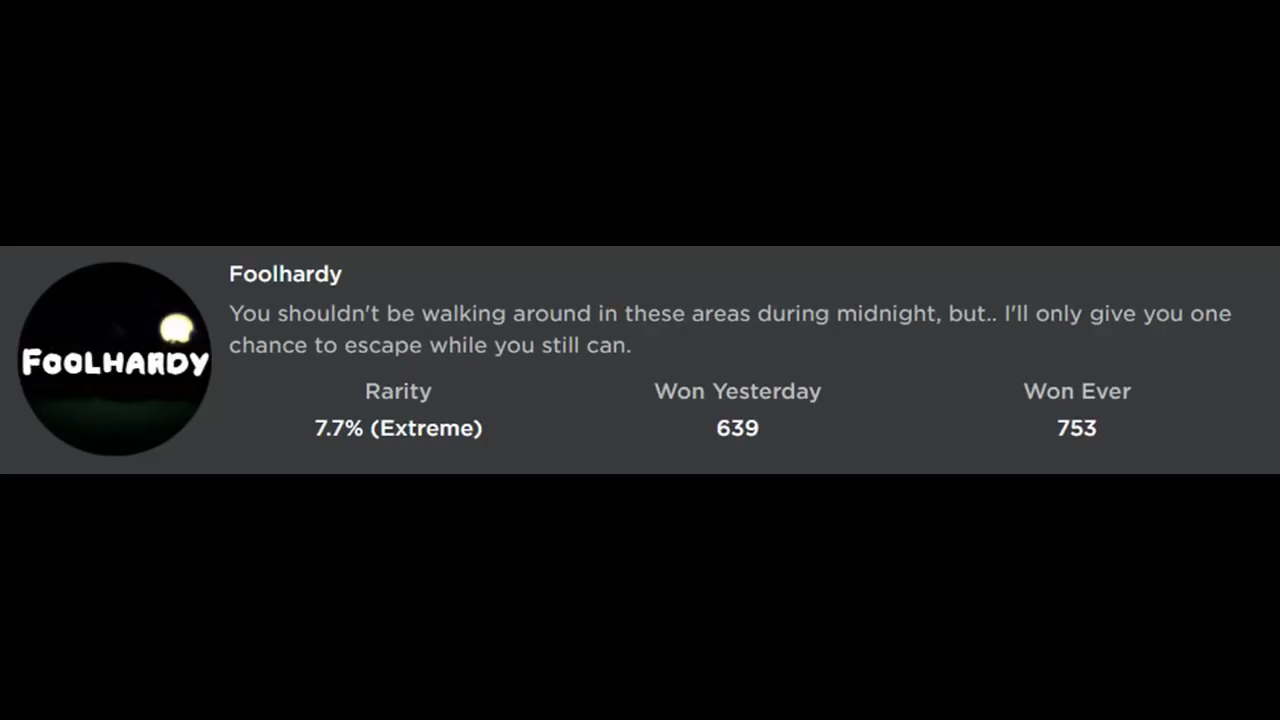 Foolhardy
FOOLHARDY
You shouldn't be walking around in these areas during midnight, but.. I'll only give you one
chance to escape while you still can.
Rarity Won Yesterday Won Ever
7.7% (Extreme) 639 753